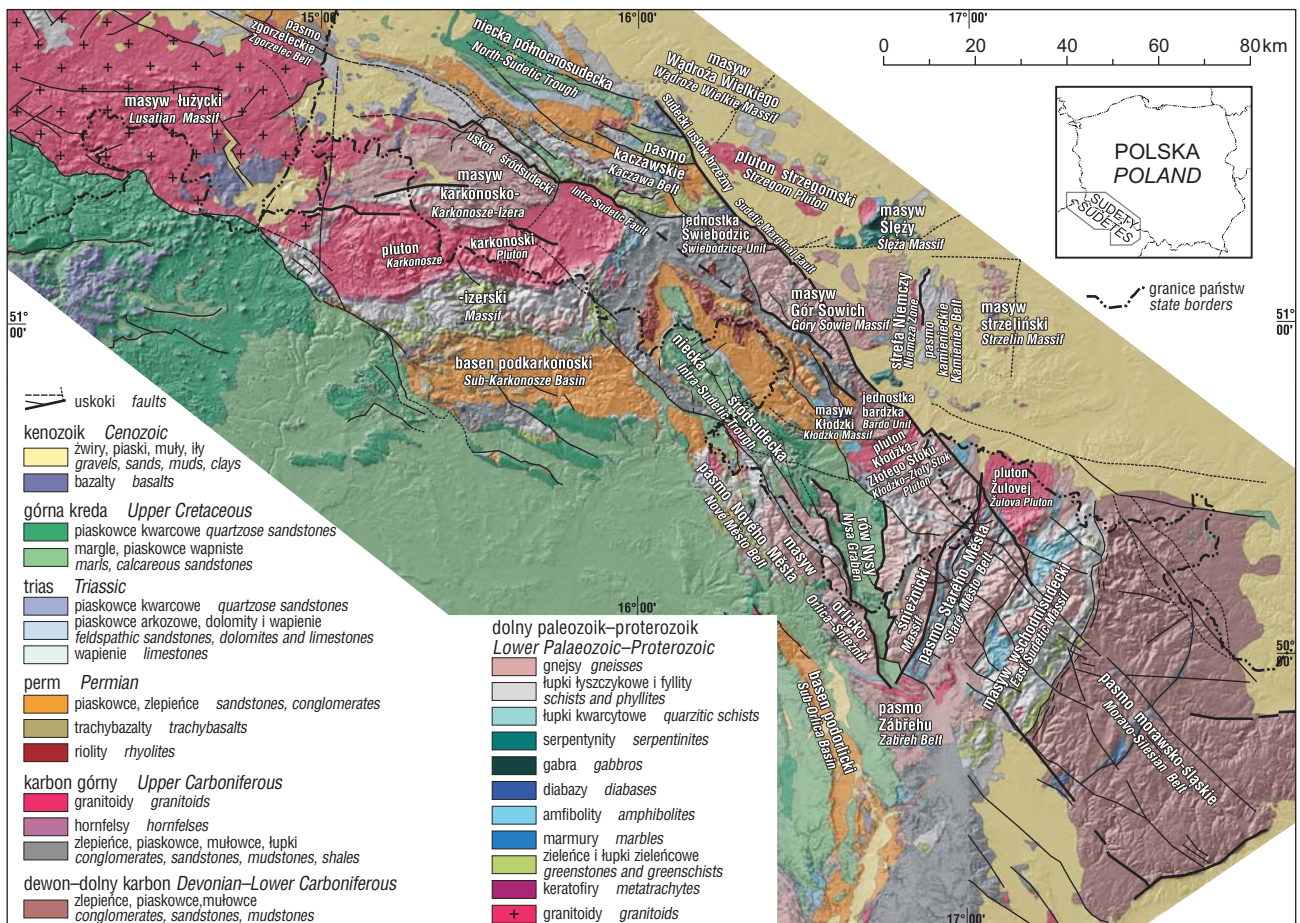 15°00'
16°00'
17°00'
0 20 40 60 80 km
pasmo
zgorzeleckie
Zgorzelec Belt
niecka północnosudecka
North-Sudetic Trough
masyw
Wądroża Wielkiego
Wądroże Wielkie Massif
masyw łużycki
Lusatian Massif
uskok śródsudecki
Intra-Sudetic Fault
sudecki uskok brzeżny
Sudetic Marginal Fault
pasmo
kaczawskie
Kaczawa Belt
pluton strzegomski
Strzegom Pluton
masyw
karkonosko-
Karkonosze-Izera
jednostka
Świebodzic
Świebodzice Unit
masyw
Ślęży
Ślęża Massif
pluton
Karkonosze
karkonoski
Pluton
-izerski
Massif
masyw
Gór Sowich
Góry Sowie Massif
strefa Niemczy
Niemcza Zone
pasmo
kamienieckie
Kamieniec Belt
masyw
strzeliński
Strzelin Massif
POLSKA
POLAND
SUDETY
SUDETES
granice państw
state borders
51°
00'
51°
00'
basen podkarkonoski
Sub-Karkonosze Basin
niecka
śródsudecka
Intra-Sudetic Trough
masyw
Kłodzki
Kłodzko Massif
jednostka
bardzka
Bardo Unit
pluton
Kłodzka-
Złotego Stoku
Kłodzko-Złoty Stok
Pluton
pluton
Žulovej
Žulova Pluton
pasmo Nového Města
Nové Město Belt
masyw
orlicko-
Orlica-Śnieżnik
-śnieżnicki
Massif
rów Nysy
Nysa Graben
pasmo Starého Města
Staré Město Belt
masyw wschodniosudecki
East Sudetic Massif
pasmo morawsko-śląskie
Moravo-Silesian Belt
pasmo
Zábřehu
Zabřeh Belt
basen podorlicki
Sub-Orlica Basin
16°00'
50°
00'
17°00'
uskoki faults
kenozoik Cenozoic
żwiry, piaski, muły, iły
gravels, sands, muds, clays
bazalty basalts
górna kreda Upper Cretaceous
piaskowce kwarcowe quartzose sandstones
margle, piaskowce wapniste
marls, calcareous sandstones
trias Triassic
piaskowce kwarcowe quartzose sandstones
piaskowce arkozowe, dolomity i wapienie
feldspathic sandstones, dolomites and limestones
wapienie limestones
perm Permian
piaskowce, zlepieńce sandstones, conglomerates
trachybazalty trachybasalts
riolity rhyolites
karbon górny Upper Carboniferous
granitoidy granitoids
hornfelsy hornfelses
zlepieńce, piaskowce, mułowce, łupki
conglomerates, sandstones, mudstones, shales
dewon–dolny karbon Devonian–Lower Carboniferous
zlepieńce, piaskowce,mułowce
conglomerates, sandstones, mudstones
dolny paleozoik–proterozoik
Lower Palaeozoic–Proterozoic
gnejsy gneisses
łupki łyszczykowe i fyllity
schists and phyllites
łupki kwarcytowe quarzitic schists
serpentynity serpentinites
gabra gabbros
diabazy diabases
amfibolity amphibolites
marmury marbles
zieleńce i łupki zieleńcowe
greenstones and greenschists
keratofiry metatrachytes
granitoidy granitoids